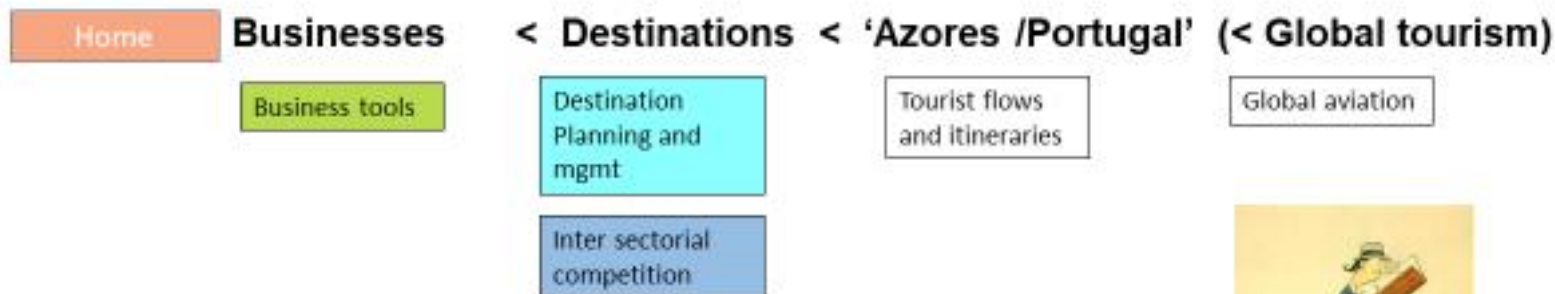 Home
Businesses < Destinations < ‘Azores /Portugal’ (< Global tourism)
Business tools
Destination
Planning and
mgmt
Inter sectorial
competition
Tourist flows
and itineraries
Global aviation